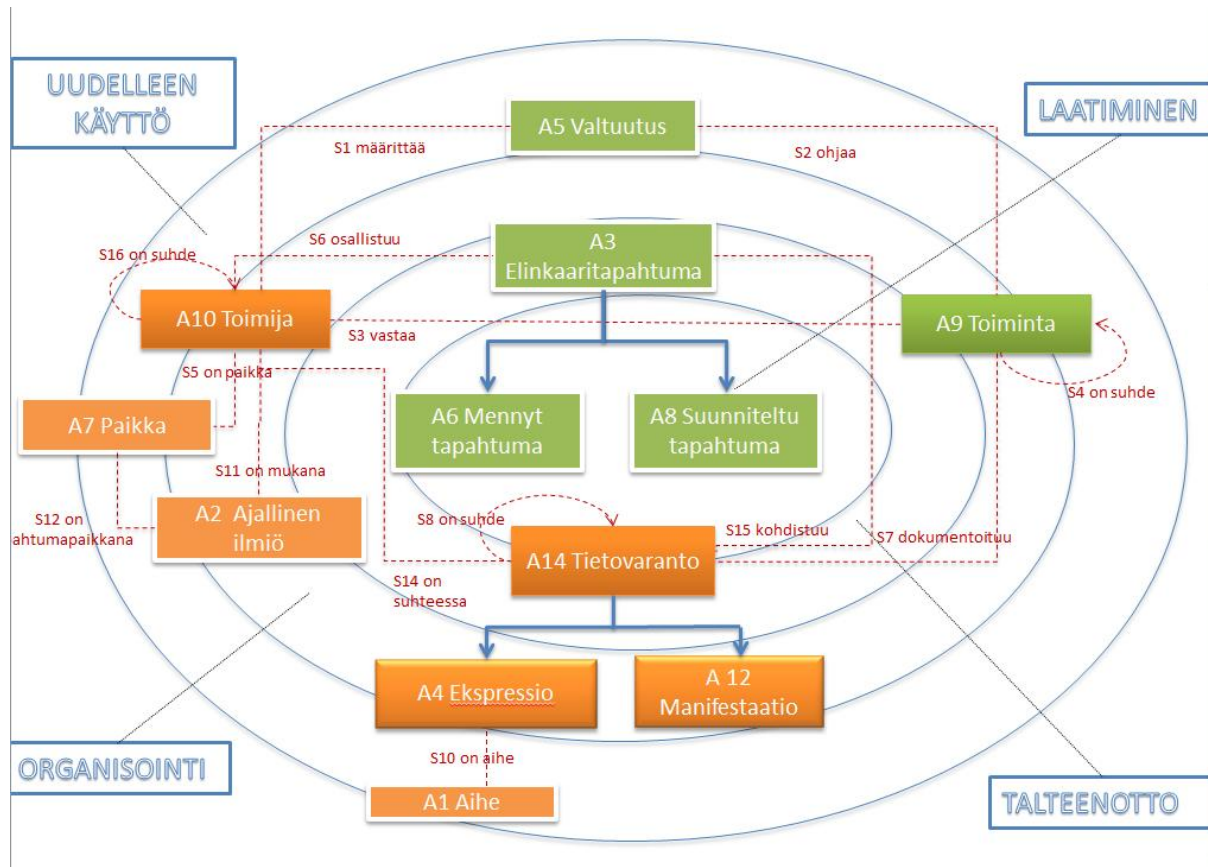 UUDELLEEN
KÄYTTÖ
LAATIMINEN
A5 Valtuutus
S1 määrittää
S2 ohjaa
S6 osallistuu
A3
Elinkaaritapahtuma
S16 on suhde
A10 Toimija
S3 vastaa
A9 Toiminta
S5 on paikka
S4 on suhde
A7 Paikka
A6 Mennyt
tapahtuma
A8 Suunniteltu
tapahtuma
S11 on mukana
A2 Ajallinen
ilmiö
S12 on
ahtumapaikkana
S8 on suhde
S15 kohdistuu
S7 dokumentoituu
A14 Tietovaranto
S14 on
suhteessa
A4 Ekspressio
A 12
Manifestaatio
ORGANISOINTI
S10 on aihe
A1 Aihe
TALTEENOTTO